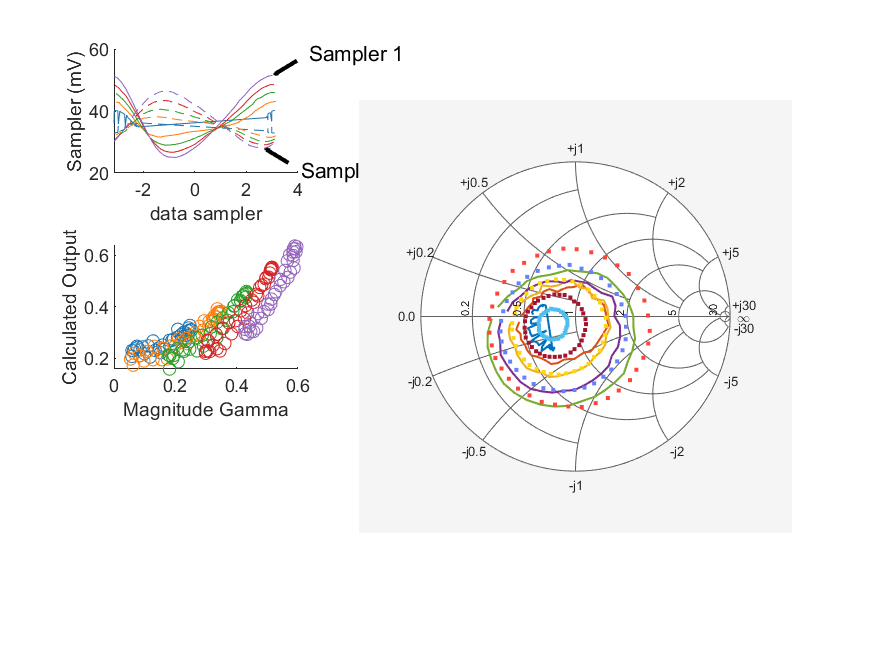 Sampler (mV)
60
40
20
-2
0
2
4
data sampler
Sampler 1
Sampl
Calculated Output
0.6
0.4
0.2
0
0.2
0.4
0.6
Magnitude Gamma
+j1
+j0.5
+j2
+j0.2
+j5
0.0
0.2
0.5
1
2
5
30
+j30
∞
-j30
-j0.2
-j5
-j0.5
-j2
-j1